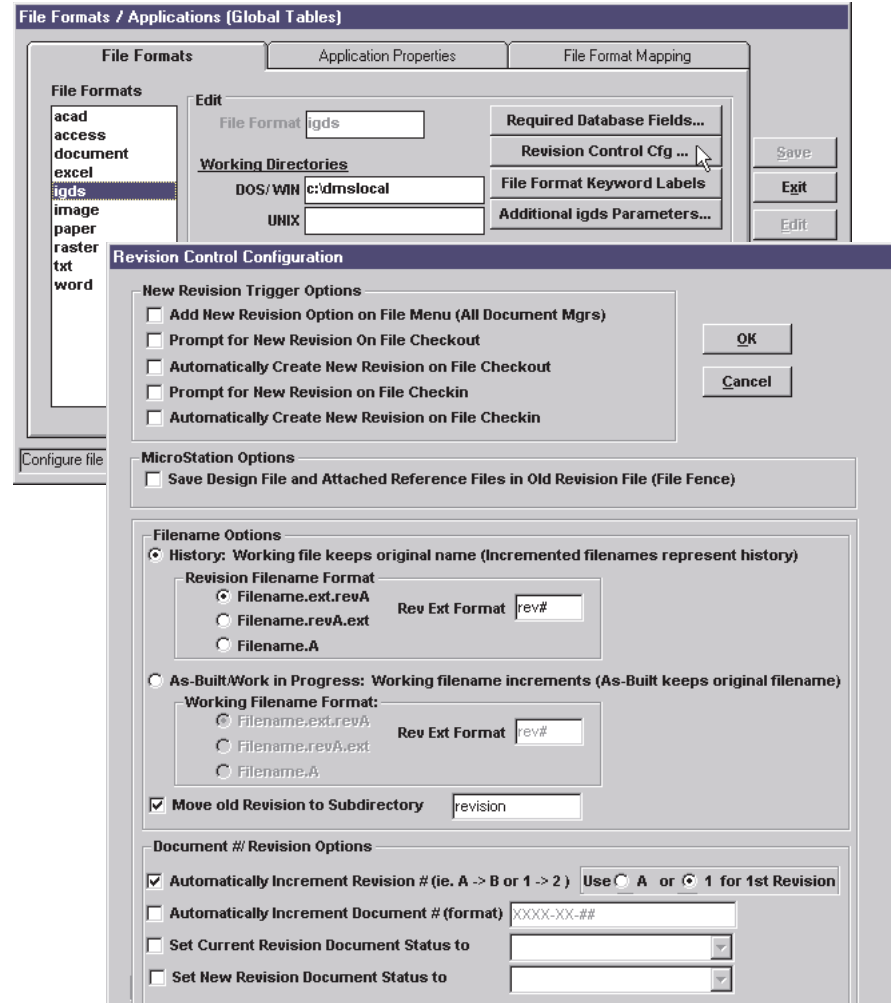 File Formats / Applications (Global Tables)
File Formats Application Properties File Format Mapping
File Formats
acad
access
document
excel
igds
image
paper
raster
txt
word
Edit
File Format igds
Working Directories
DOS/WIN c:\dmslocal
UNIX
Required Database Fields...
Revision Control Cfg ...
File Format Keyword Labels
Additional igds Parameters...
Save
Exit
Edit
Configure file
Revision Control Configuration
New Revision Trigger Options
Add New Revision Option on File Menu (All Document Mgrs)
Prompt for New Revision On File Checkout
Automatically Create New Revision on File Checkout
Prompt for New Revision on File Checkin
Automatically Create New Revision on File Checkin
OK
Cancel
MicroStation Options
Save Design File and Attached Reference Files in Old Revision File (File Fence)
Filename Options
History: Working file keeps original name (Incremented filenames represent history)
Revision Filename Format
Filename.ext.revA
Filename.revA.ext
Filename.A
Rev Ext Format rev#
As-Built/Work in Progress: Working filename increments (As-Built keeps original filename)
Working Filename Format:
Filename.ext.revA
Filename.revA.ext
Filename.A
Rev Ext Format rev#
Move old Revision to Subdirectory revision
Document #/ Revision Options
Automatically Increment Revision # (ie. A -> B or 1 -> 2 ) Use A or 1 for 1st Revision
Automatically Increment Document # (format) XXXX-XX-##
Set Current Revision Document Status to
Set New Revision Document Status to